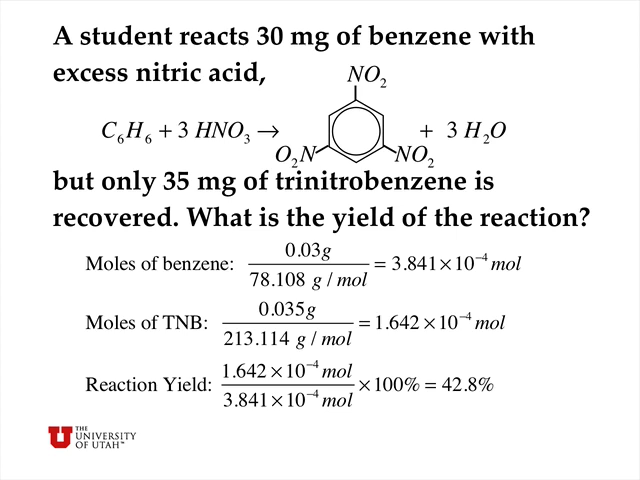 A student reacts 30 mg of benzene with
excess nitric acid,
NO₂
C₆H₆ + 3 HNO₃ → + 3 H₂O
O₂N NO₂
but only 35 mg of trinitrobenzene is
recovered. What is the yield of the reaction?
Moles of benzene: 0.03g / 78.108 g / mol = 3.841×10⁻⁴ mol
Moles of TNB: 0.035g / 213.114 g / mol = 1.642×10⁻⁴ mol
Reaction Yield: 1.642×10⁻⁴ mol / 3.841×10⁻⁴ mol ×100% = 42.8%
U THE
UNIVERSITY
OF UTAH™